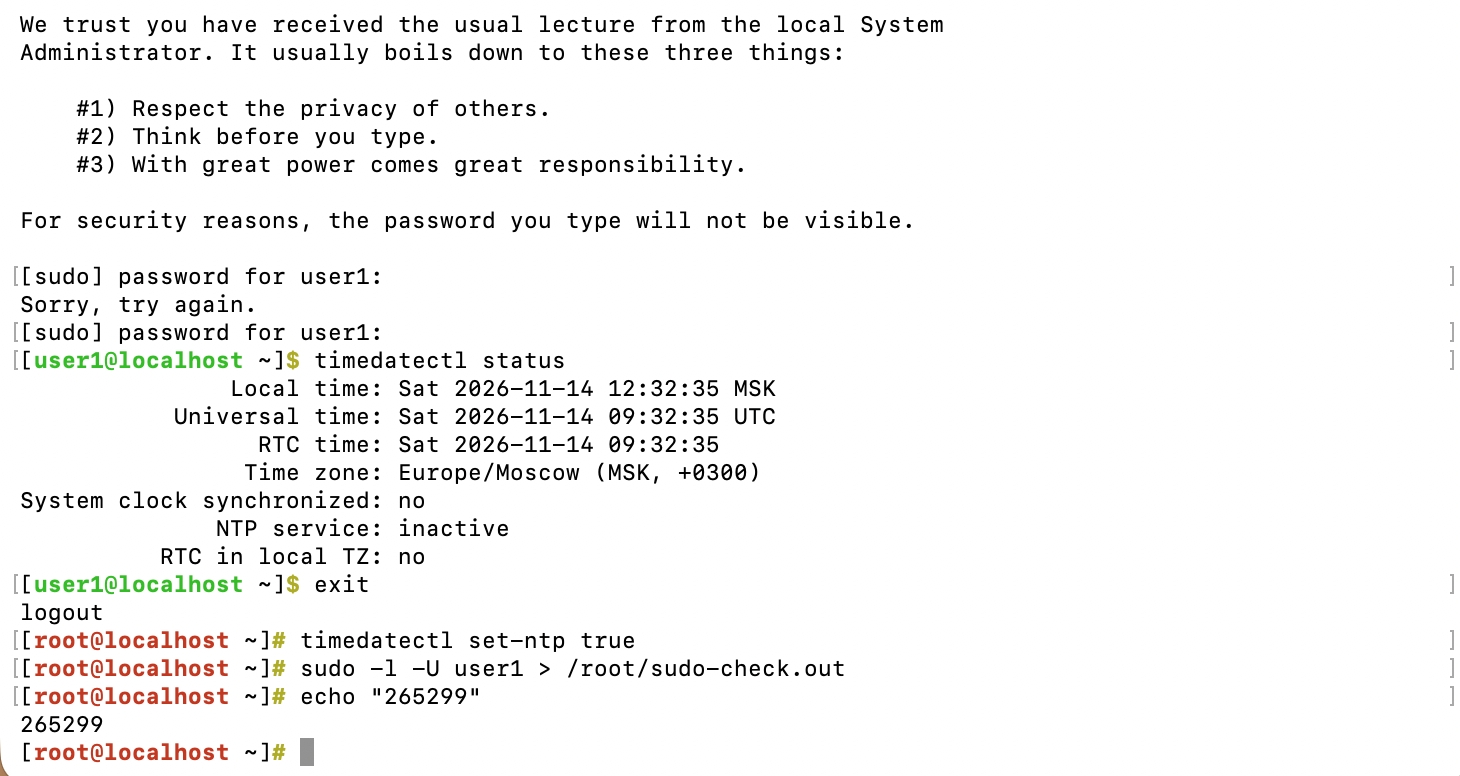 We trust you have received the usual lecture from the local System
Administrator. It usually boils down to these three things:
#1) Respect the privacy of others.
#2) Think before you type.
#3) With great power comes great responsibility.
For security reasons, the password you type will not be visible.
[[sudo] password for user1: ]
Sorry, try again.
[[sudo] password for user1: ]
[[user1@localhost ~]$ timedatectl status ]
Local time: Sat 2026-11-14 12:32:35 MSK
Universal time: Sat 2026-11-14 09:32:35 UTC
RTC time: Sat 2026-11-14 09:32:35
Time zone: Europe/Moscow (MSK, +0300)
System clock synchronized: no
NTP service: inactive
RTC in local TZ: no
[[user1@localhost ~]$ exit ]
logout
[[root@localhost ~]# timedatectl set-ntp true ]
[[root@localhost ~]# sudo -l -U user1 > /root/sudo-check.out ]
[[root@localhost ~]# echo "265299" ]
265299
[root@localhost ~]#